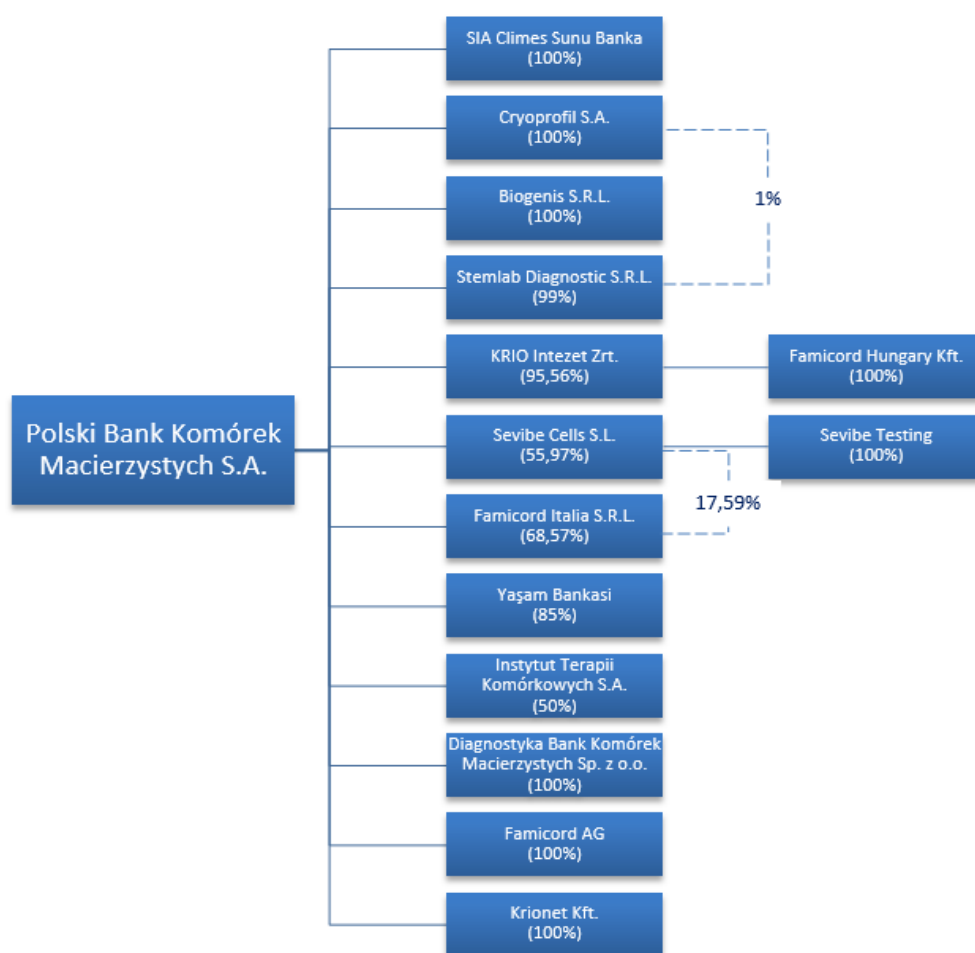 SIA Climes Sunu Banka
(100%)
Cryoprofil S.A.
(100%)
1%
Biogenis S.R.L.
(100%)
Stemlab Diagnostic S.R.L.
(99%)
KRIO Intezet Zrt.
(95,56%)
Famicord Hungary Kft.
(100%)
Polski Bank Komórek
Macierzystych S.A.
Sevibe Cells S.L.
(55,97%)
Sevibe Testing
(100%)
17,59%
Famicord Italia S.R.L.
(68,57%)
Yaşam Bankasi
(85%)
Instytut Terapii
Komórkowych S.A.
(50%)
Diagnostyka Bank Komórek
Macierzystych Sp. z o.o.
(100%)
Famicord AG
(100%)
Krionet Kft.
(100%)